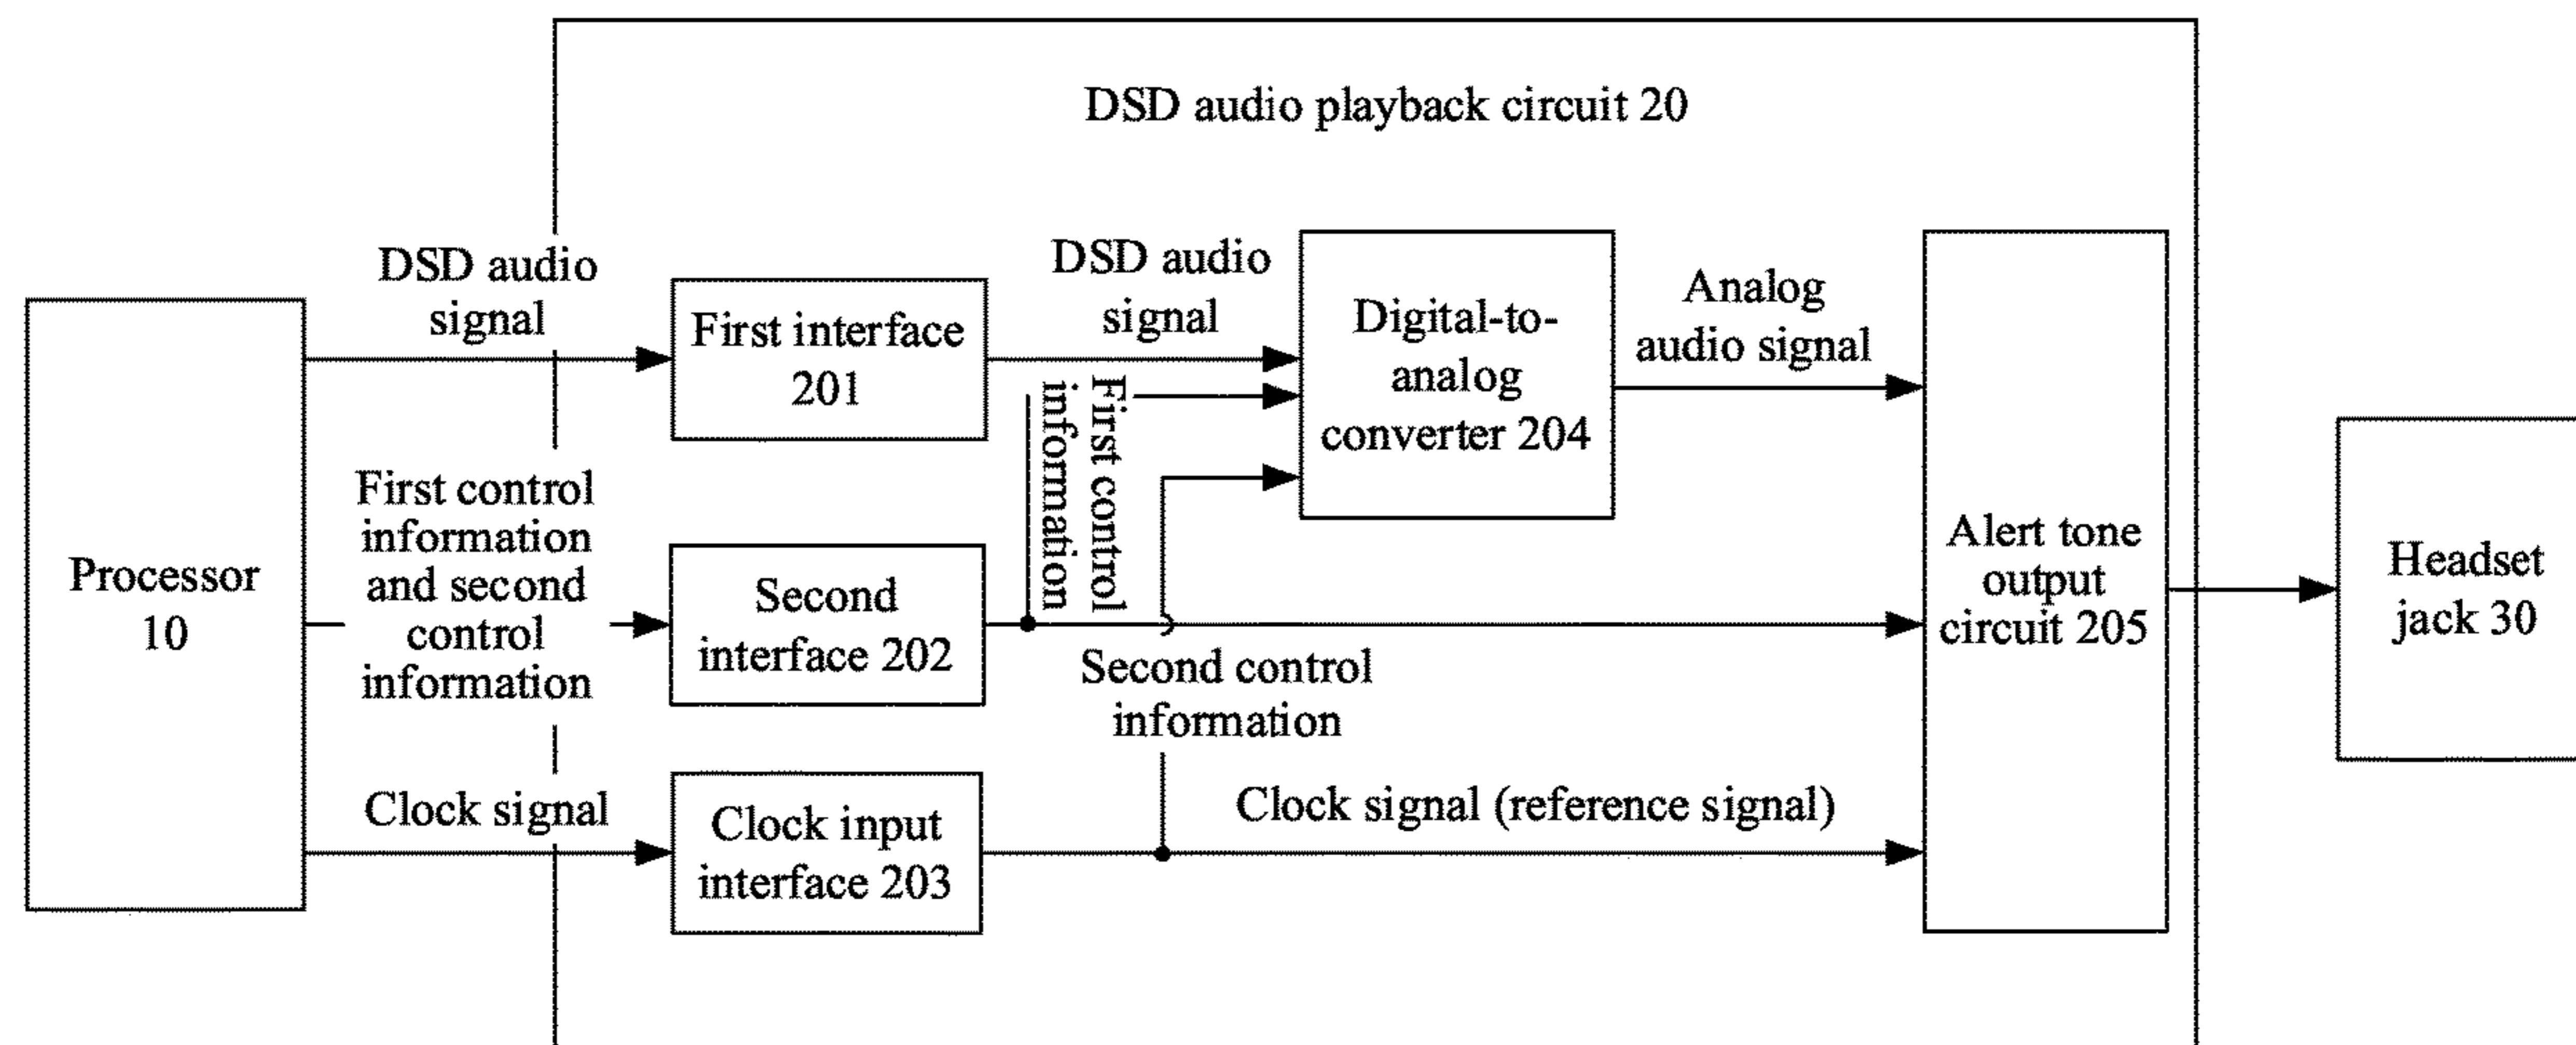 DSD audio playback circuit 20
DSD audio
signal
DSD audio
signal
Analog
audio signal
First interface
201
Digital-to-
analog
converter 204
First control
information
First control
information
and second
control
information
Processor
10
Second
interface 202
Alert tone
output
circuit 205
Headset
jack 30
Second control
information
Clock signal
Clock input
interface 203
Clock signal (reference signal)